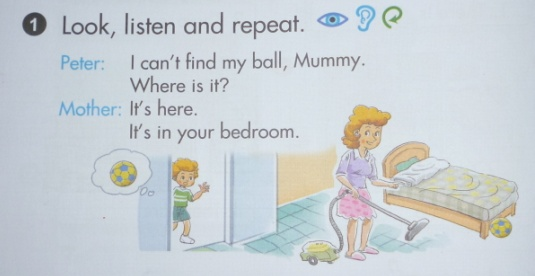 1 Look, listen and repeat.
Peter: I can't find my ball, Mummy.
Where is it?
Mother: It's here.
It's in your bedroom.